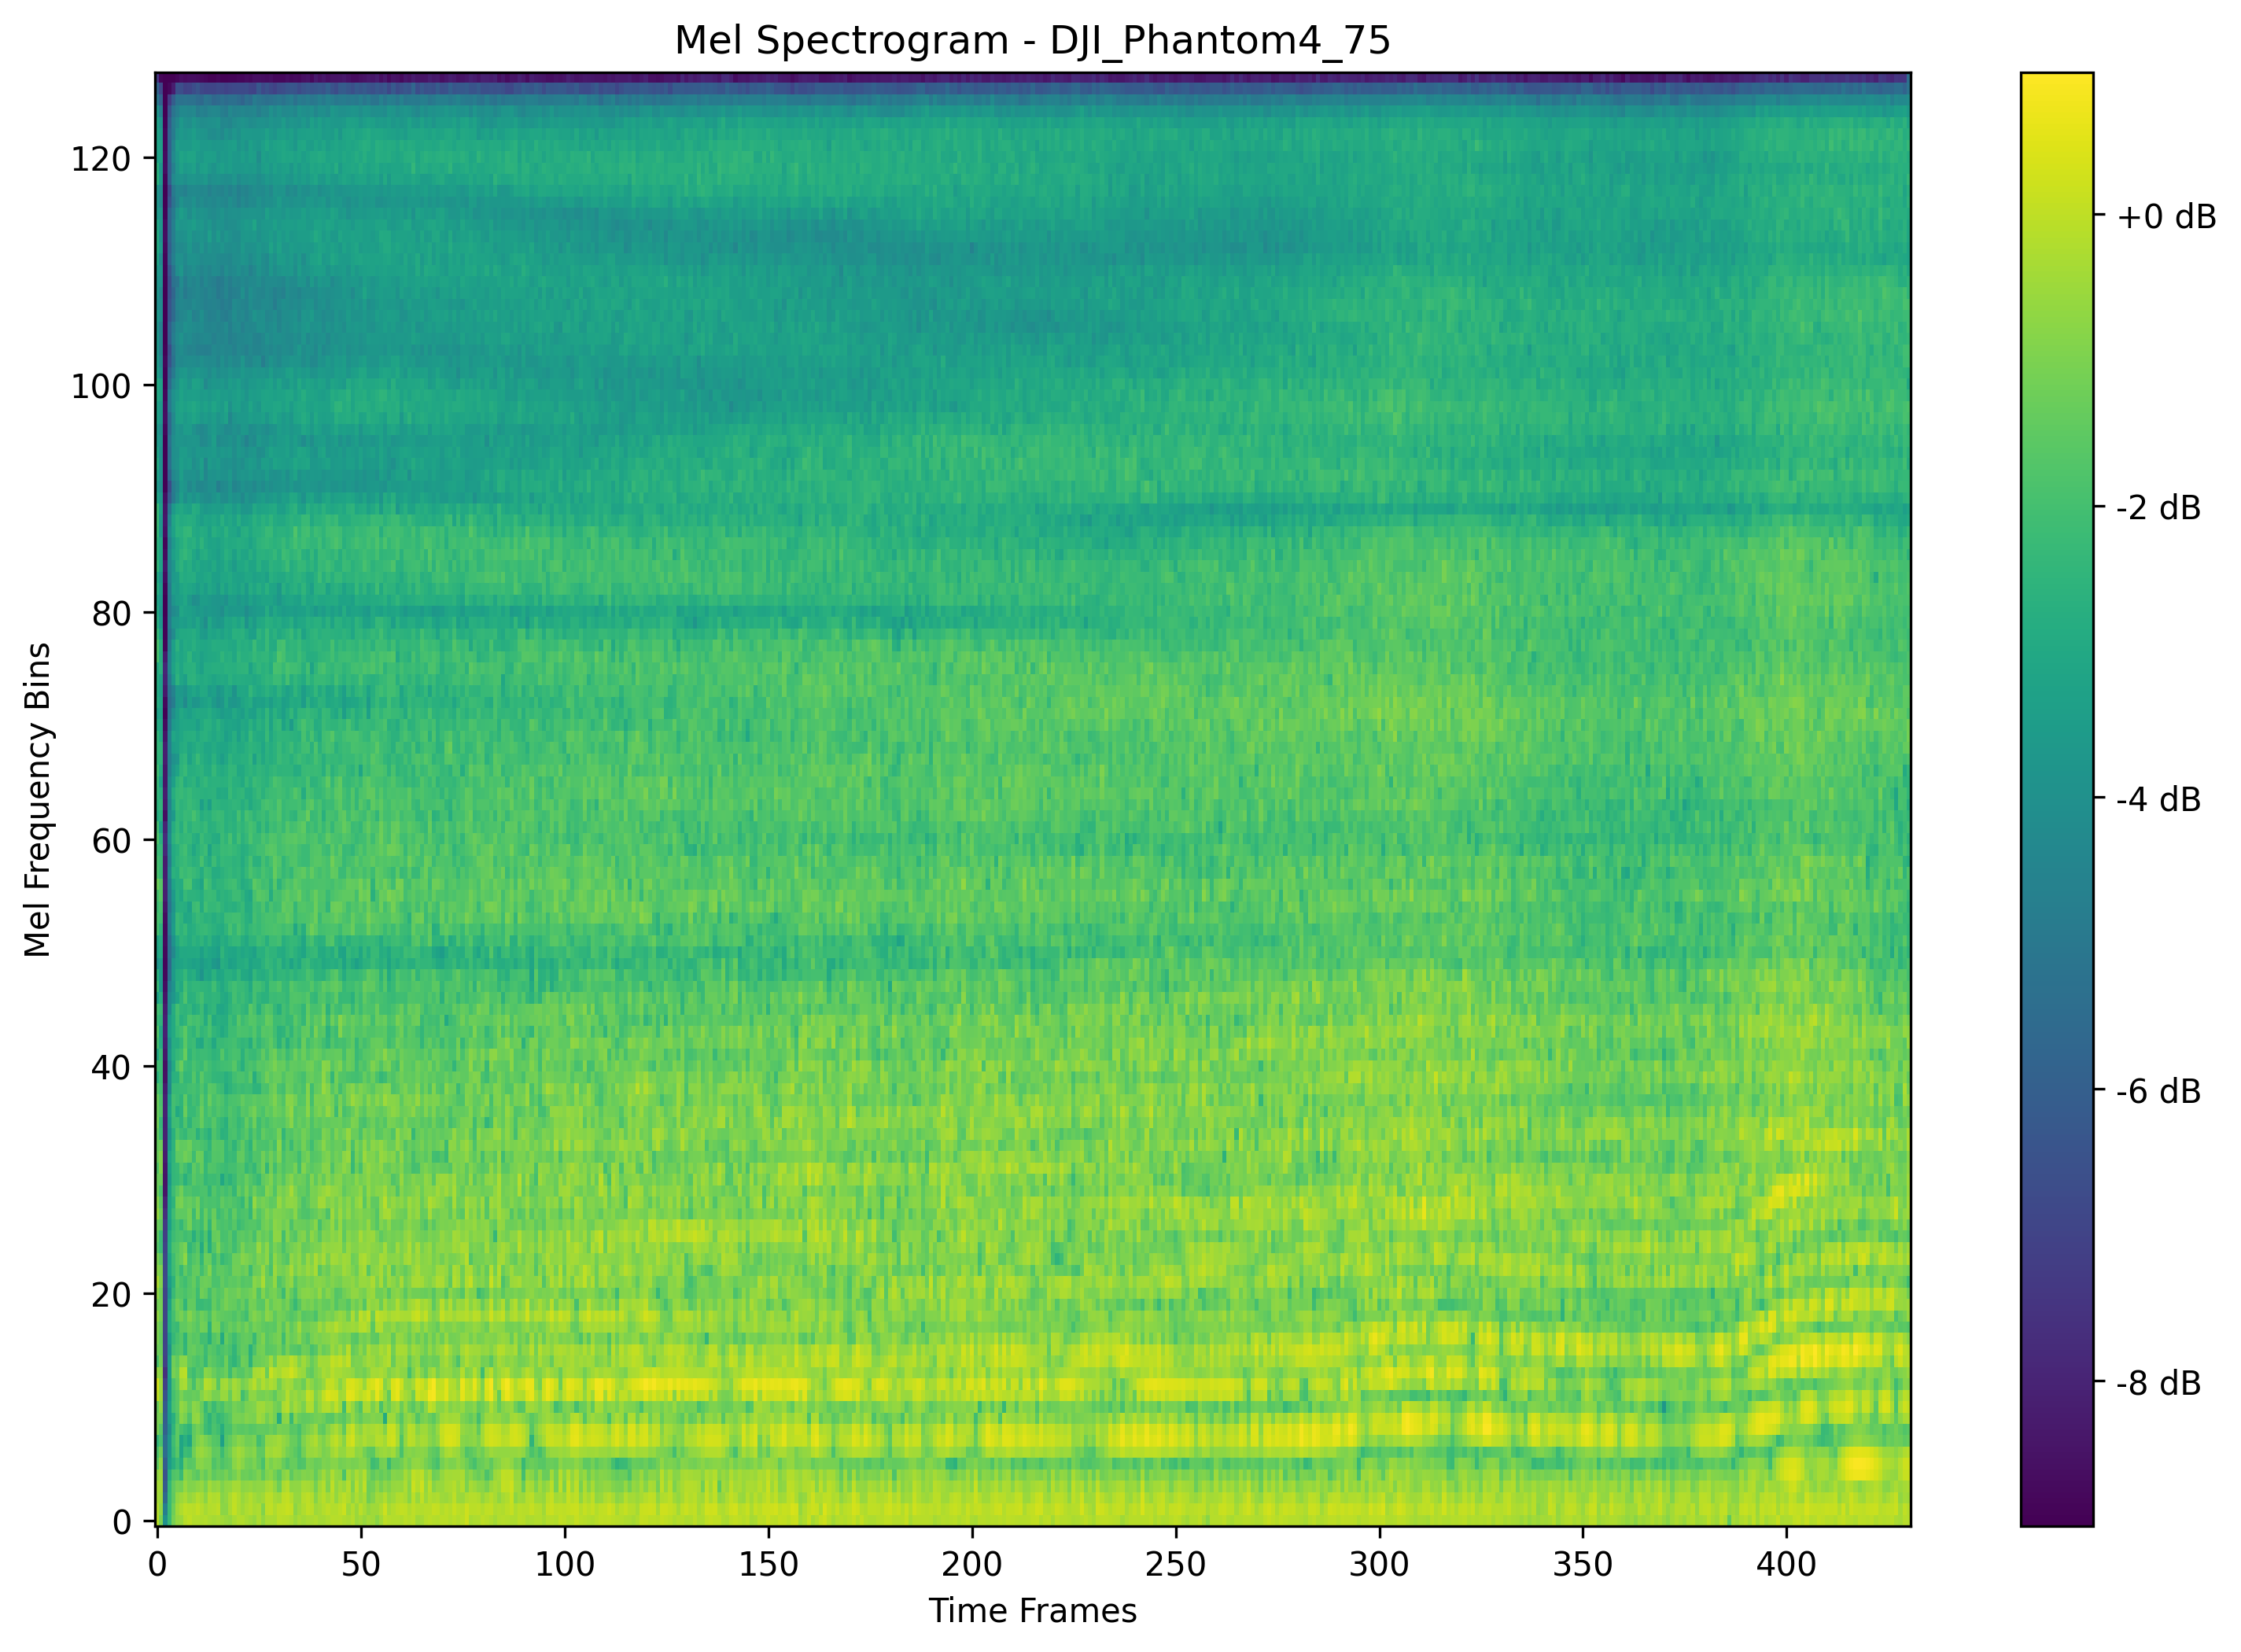 Mel Spectrogram - DJI_Phantom4_75
Mel Frequency Bins
120
100
80
60
40
20
0
0 50 100 150 200 250 300 350 400
Time Frames
+0 dB
-2 dB
-4 dB
-6 dB
-8 dB